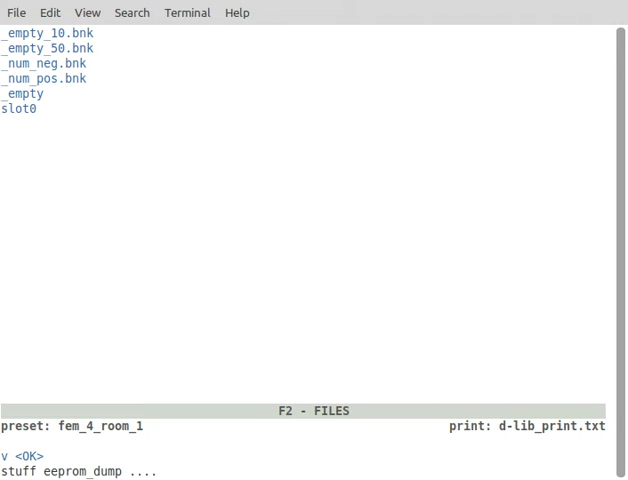 File Edit View Search Terminal Help
_empty_10.bnk
_empty_50.bnk
_num_neg.bnk
_num_pos.bnk
_empty
slot0
F2 - FILES
preset: fem_4_room_1 print: d-lib_print.txt
v <OK>
stuff eeprom_dump ....